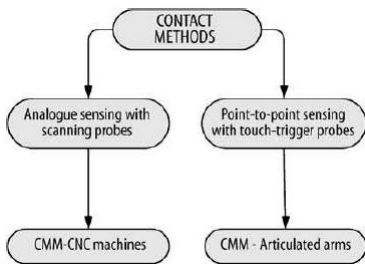 CONTACT
METHODS
Analogue sensing with
scanning probes
Point-to-point sensing
with touch-trigger probes
CMM-CNC machines
CMM - Articulated arms